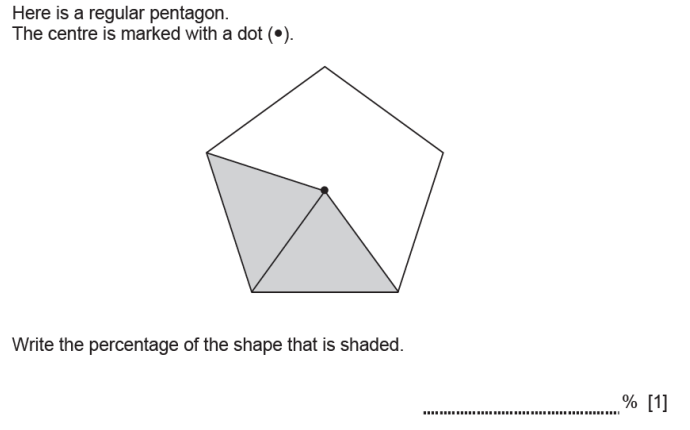 Here is a regular pentagon.
The centre is marked with a dot (•).
Write the percentage of the shape that is shaded.
% [1]